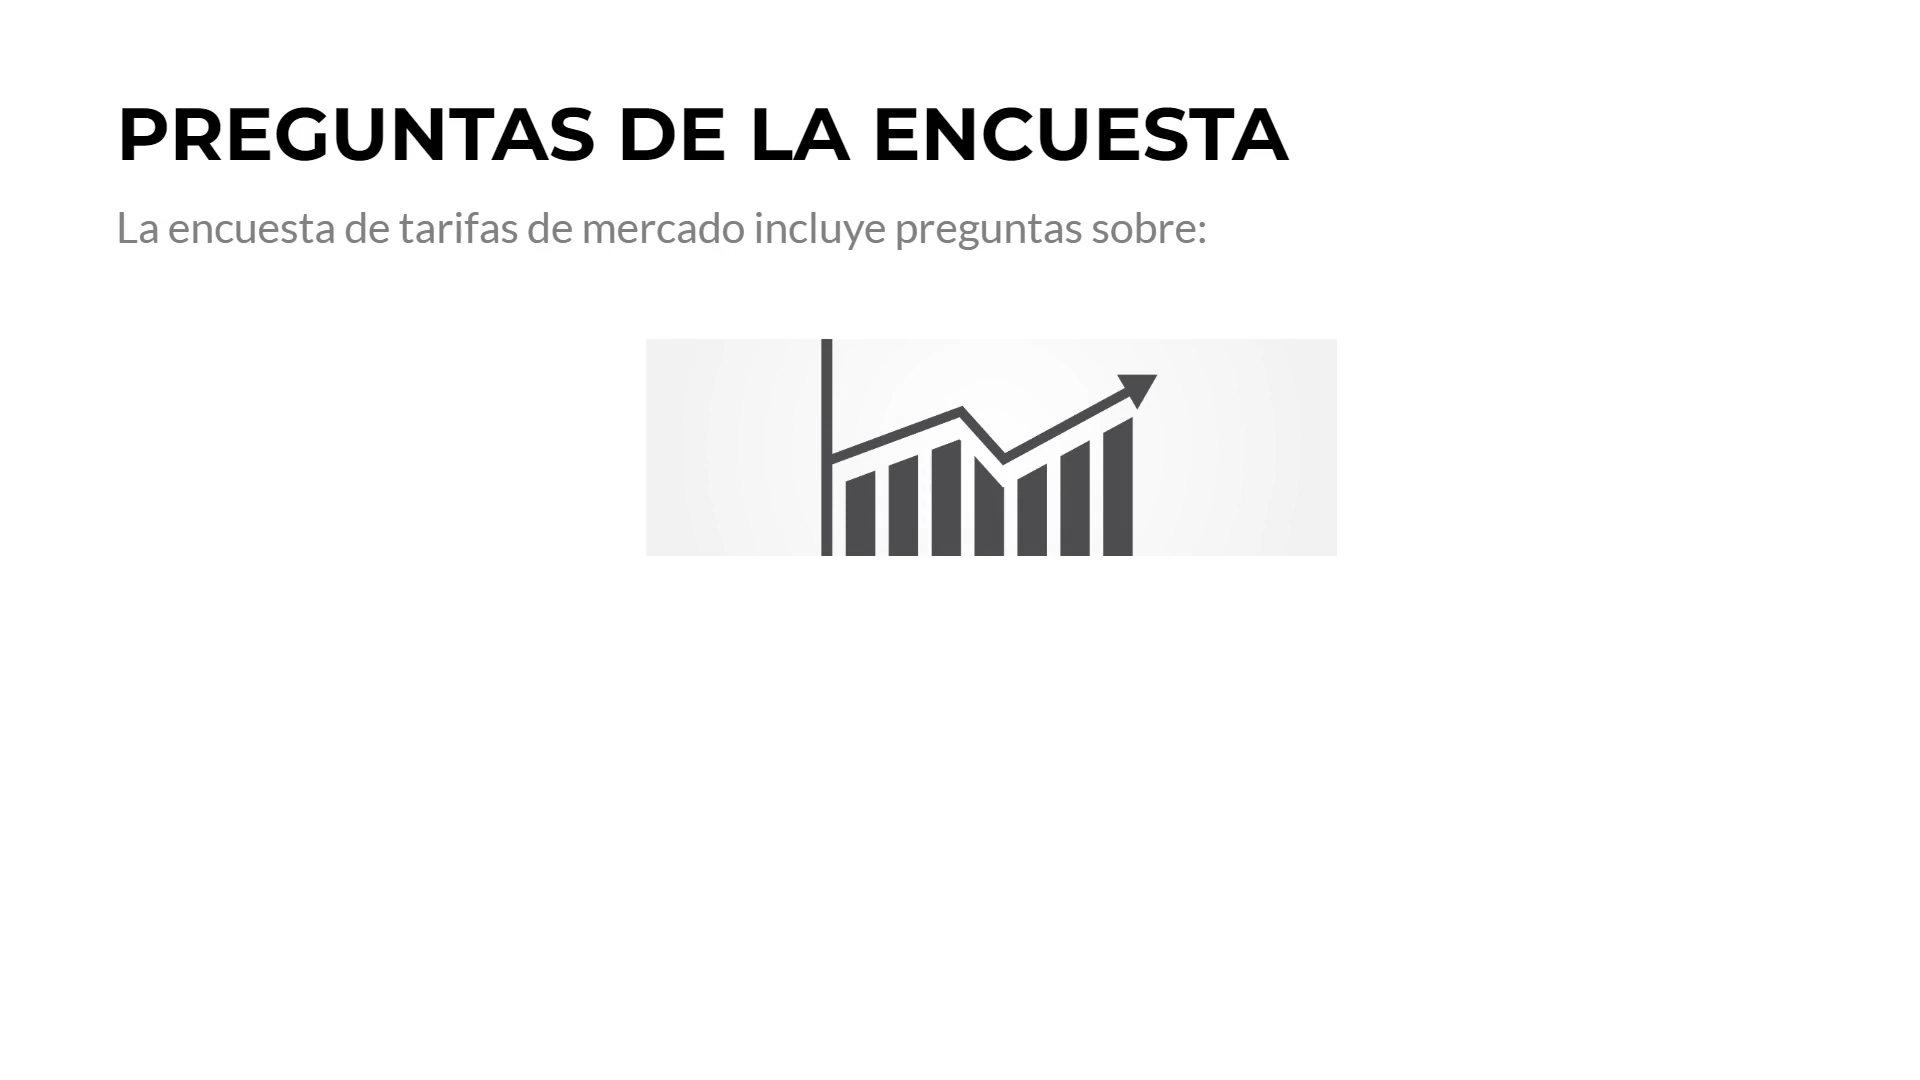 PREGUNTAS DE LA ENCUESTA
La encuesta de tarifas de mercado incluye preguntas sobre: